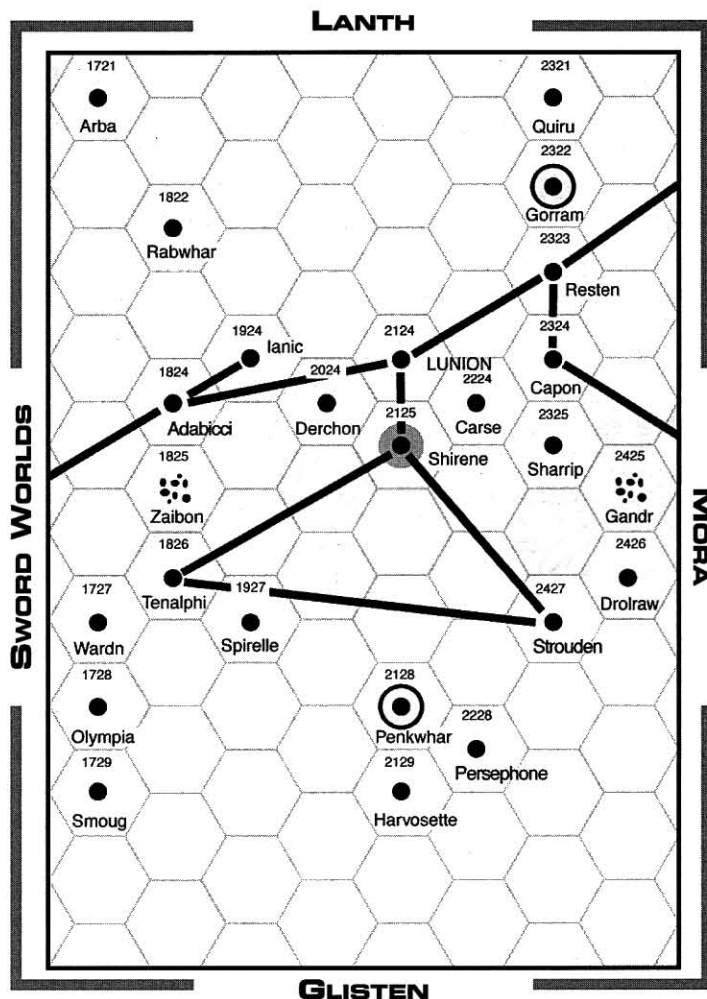 LANTH
1721
Arba
2321
Quiru
2322
Gorram
1822
Rabwhar
2323
Resten
1924
Ianic
2124
LUNION
2324
Capon
1824
Adabicci
2024
Derchon
2224
Carse
2125
Shirene
2325
Sharrip
1825
Zaibon
2425
Gandr
SWORD WORLDS
MORA
1826
Tenalphi
2426
Drolraw
1727
Wardn
1927
Spirelle
2427
Strouden
1728
Olympia
2128
Penkwhar
2228
Persephone
1729
Smoug
2129
Harvosette
GLISTEN